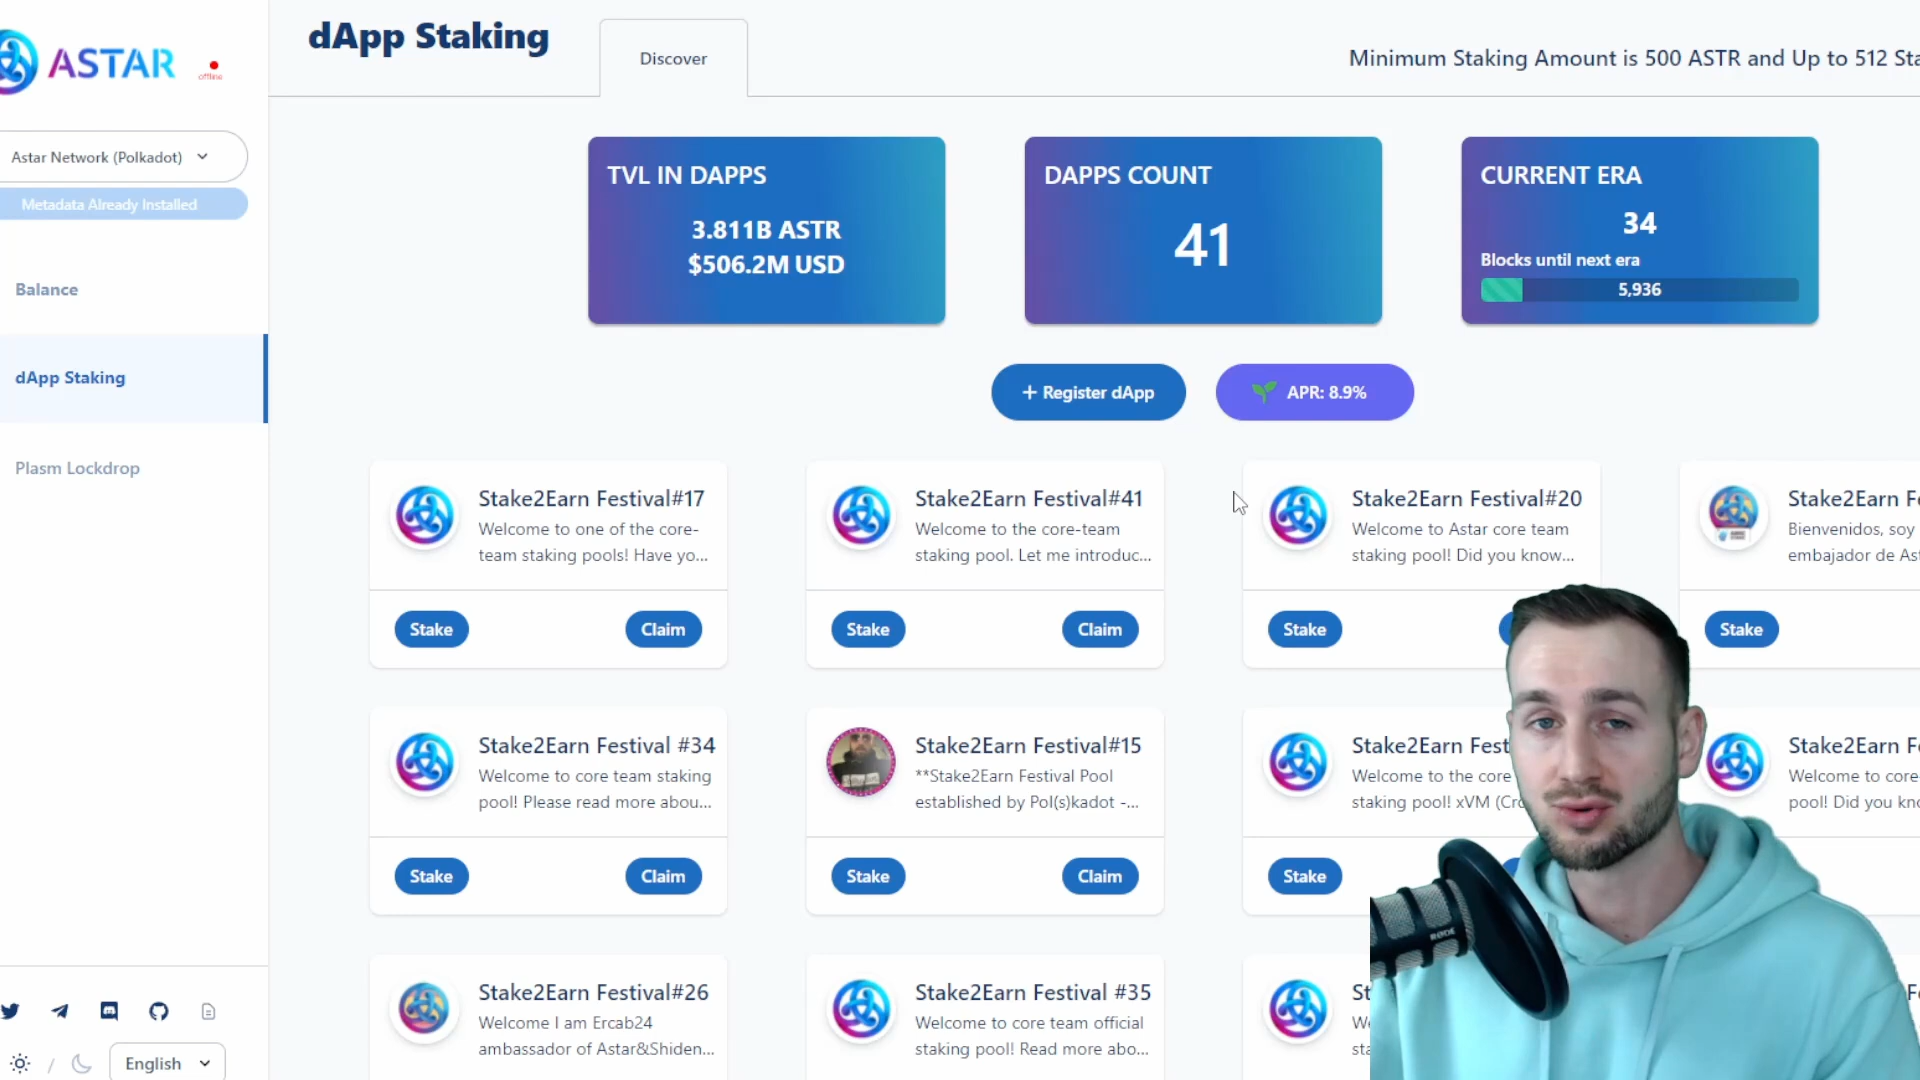 ASTAR
offline
Astar Network (Polkadot)
Metadata Already Installed
Balance
dApp Staking
Plasm Lockdrop
English
dApp Staking
Discover
Minimum Staking Amount is 500 ASTR and Up to 512 Sta
TVL IN DAPPS
3.811B ASTR
$506.2M USD
DAPPS COUNT
41
CURRENT ERA
34
Blocks until next era
5,936
+ Register dApp
APR: 8.9%
Stake2Earn Festival#17
Welcome to one of the core-
team staking pools! Have yo...
Stake
Claim
Stake2Earn Festival#41
Welcome to the core-team
staking pool. Let me introduc...
Stake
Claim
Stake2Earn Festival#20
Welcome to Astar core team
staking pool! Did you know...
Stake
Stake2Earn Fe
Bienvenidos, soy
embajador de Ast
Stake
Stake2Earn Festival #34
Welcome to core team staking
pool! Please read more abou...
Stake
Claim
Stake2Earn Festival#15
**Stake2Earn Festival Pool
established by Pol(s)kadot -...
Stake
Claim
Stake2Earn Fest
Welcome to the core
staking pool! xVM (Cro
Stake
Stake2Earn Fe
Welcome to core
pool! Did you kno
Stake2Earn Festival#26
Welcome I am Ercab24
ambassador of Astar&Shiden...
Stake2Earn Festival #35
Welcome to core team official
staking pool! Read more abo...
St
We
sta
RØDE